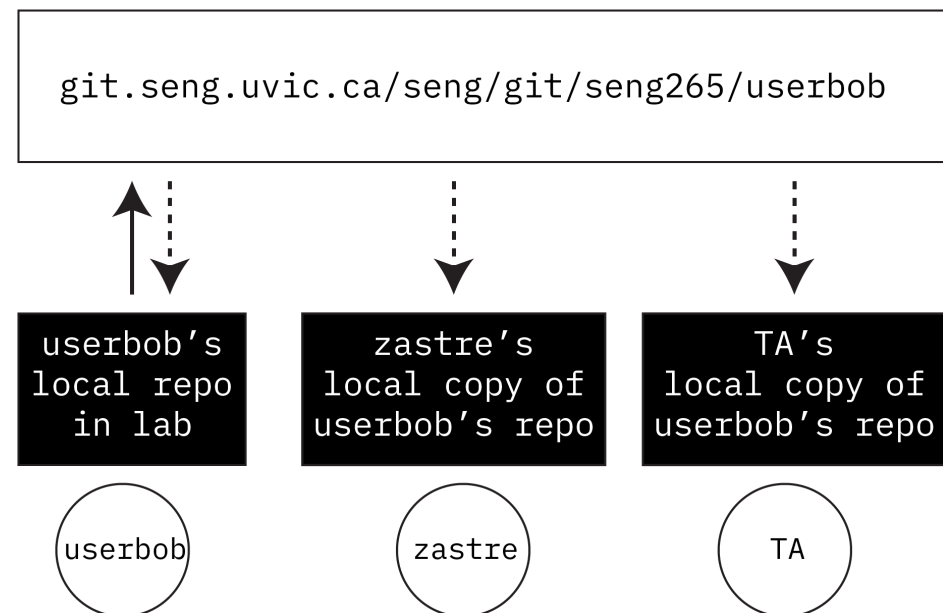 git.seng.uvic.ca/seng/git/seng265/userbob
userbob’s
local repo
in lab
zastre’s
local copy of
userbob’s repo
TA’s
local copy of
userbob’s repo
userbob
zastre
TA